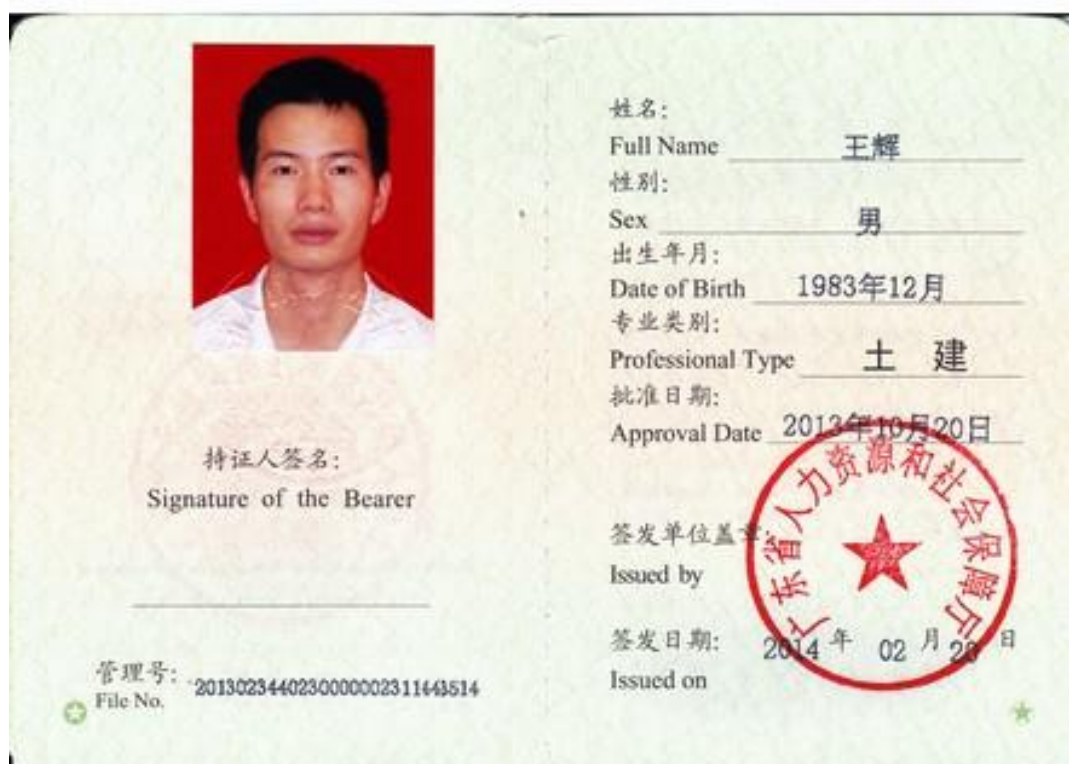 持证人签名:
Signature of the Bearer
管理号:
File No. 2013023440230000002311443514
姓名:
Full Name 王辉
性别:
Sex 男
出生年月:
Date of Birth 1983年12月
专业类别:
Professional Type 土 建
批准日期:
Approval Date 2013年10月20日
签发单位盖章:
Issued by
广东省人力资源和社会保障厅
签发日期: 2014 年 02 月 20 日
Issued on